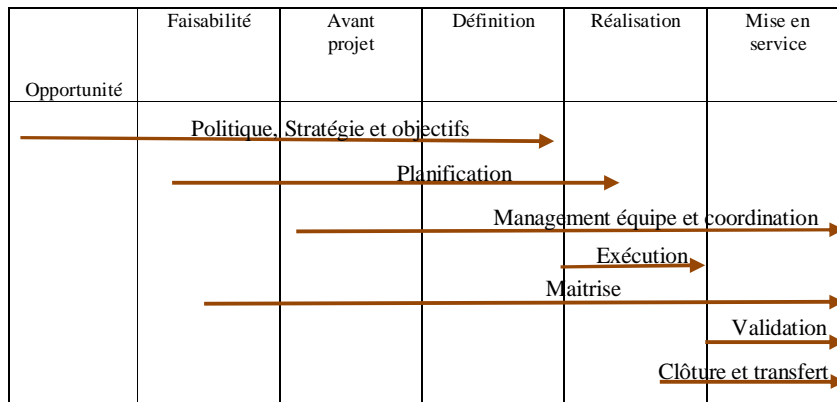 Faisabilité
Avant
projet
Définition
Réalisation
Mise en
service
Opportunité
Politique, Stratégie et objectifs
Planification
Management équipe et coordination
Exécution
Maitrise
Validation
Clôture et transfert